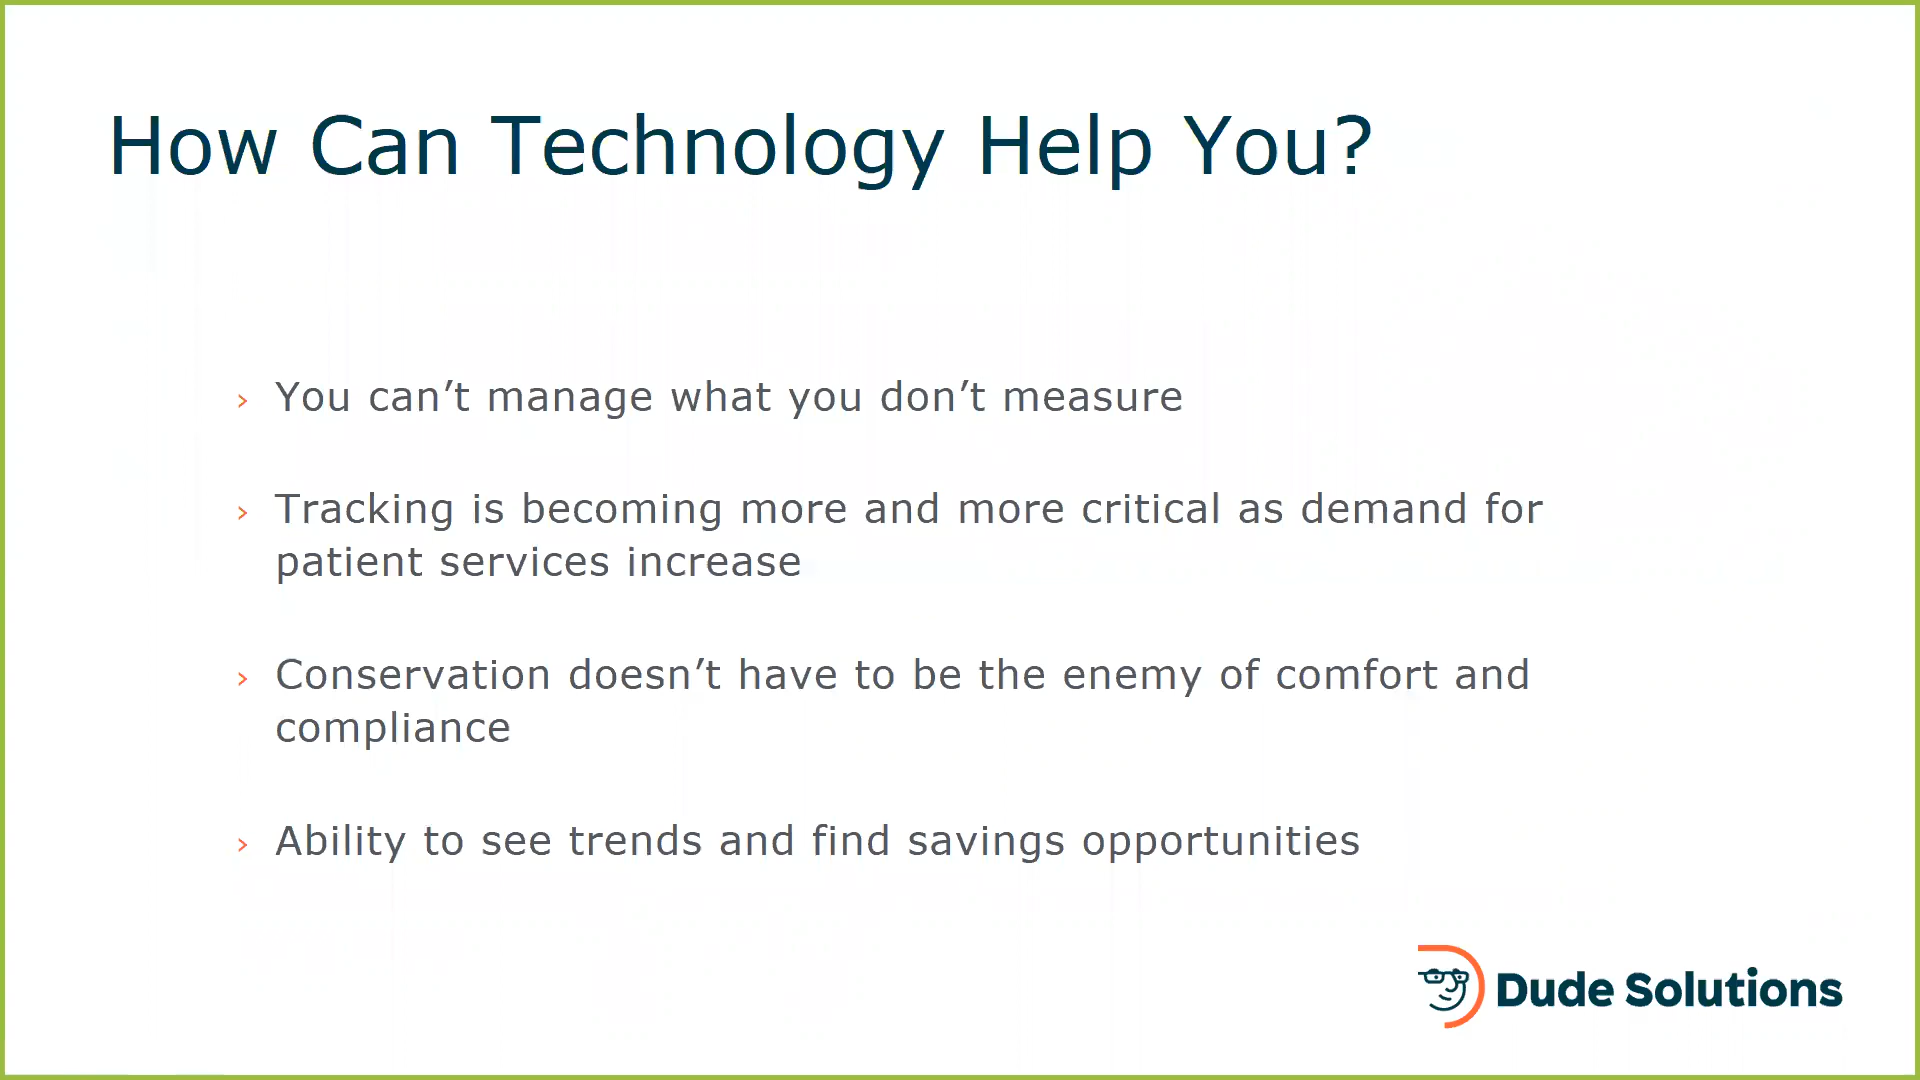 How Can Technology Help You?
› You can’t manage what you don’t measure
› Tracking is becoming more and more critical as demand for
patient services increase
› Conservation doesn’t have to be the enemy of comfort and
compliance
› Ability to see trends and find savings opportunities
Dude Solutions